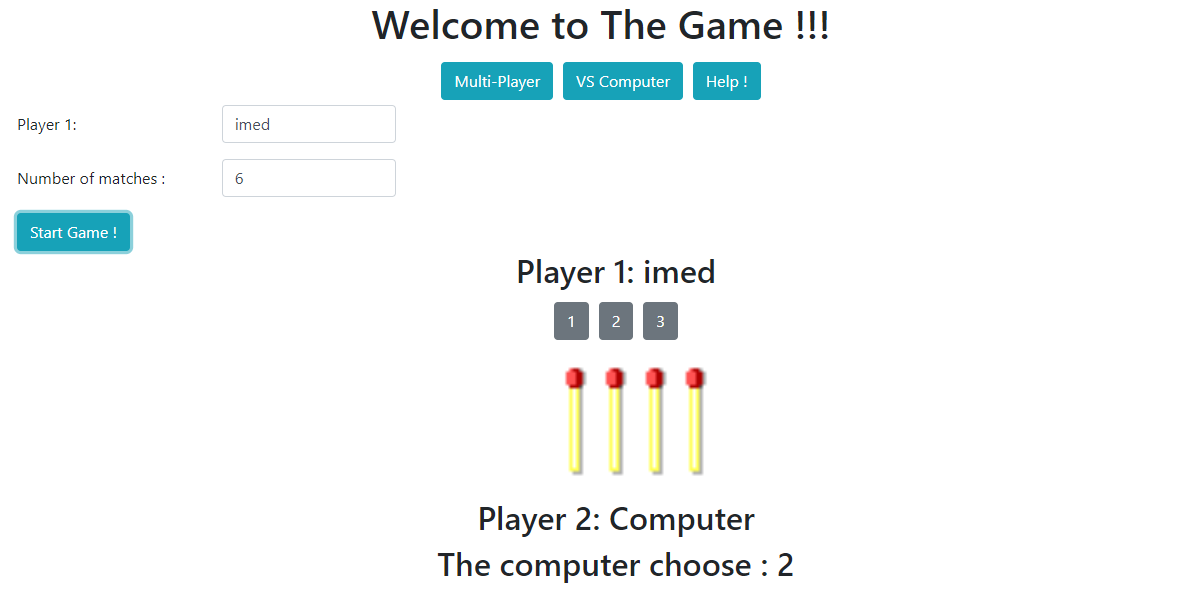 Welcome to The Game !!!
Multi-Player VS Computer Help !
Player 1: imed
Number of matches : 6
Start Game !
Player 1: imed
1 2 3
Player 2: Computer
The computer choose : 2